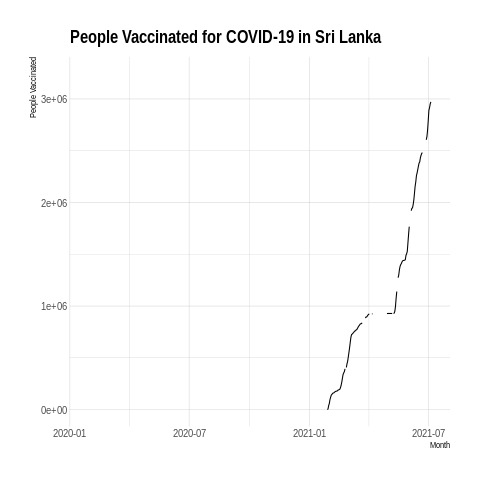 People Vaccinated for COVID-19 in Sri Lanka
People Vaccinated
3e+06
2e+06
1e+06
0e+00
2020-01
2020-07
2021-01
2021-07
Month